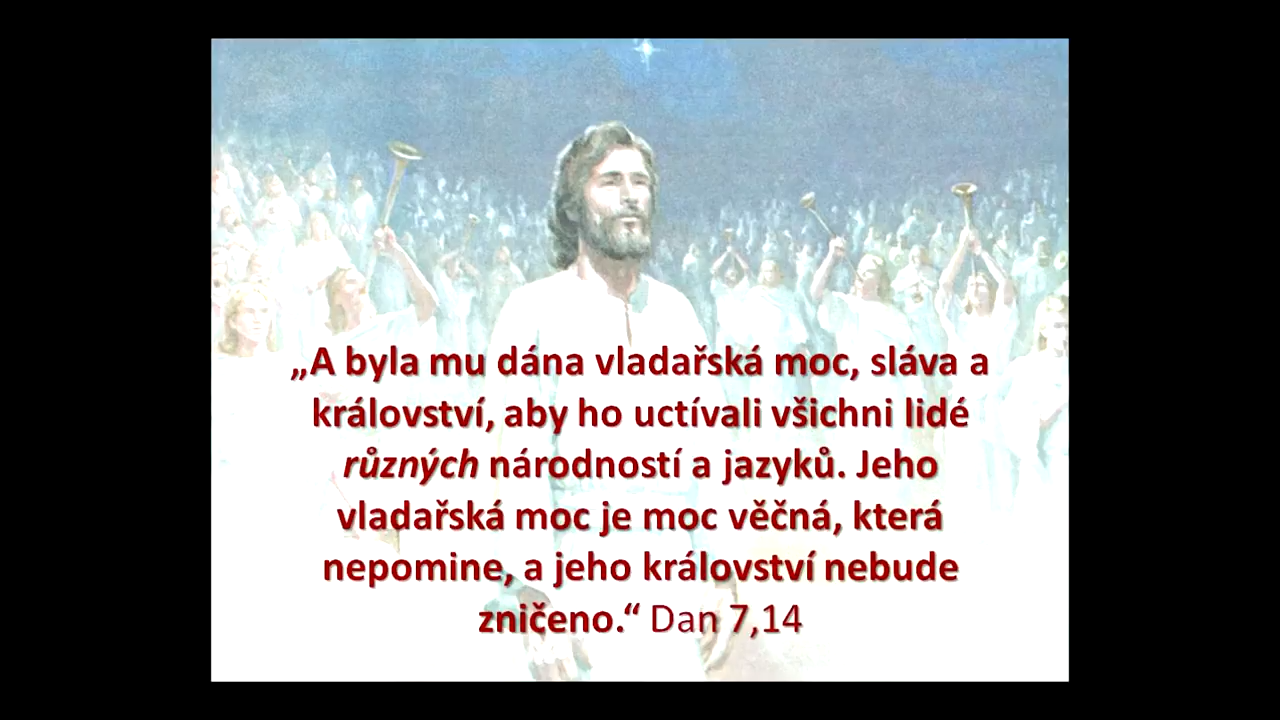 „A byla mu dána vladařská moc, sláva a
království, aby ho uctívali všichni lidé
různých národností a jazyků. Jeho
vladařská moc je moc věčná, která
nepomine, a jeho království nebude
zničeno.“ Dan 7,14